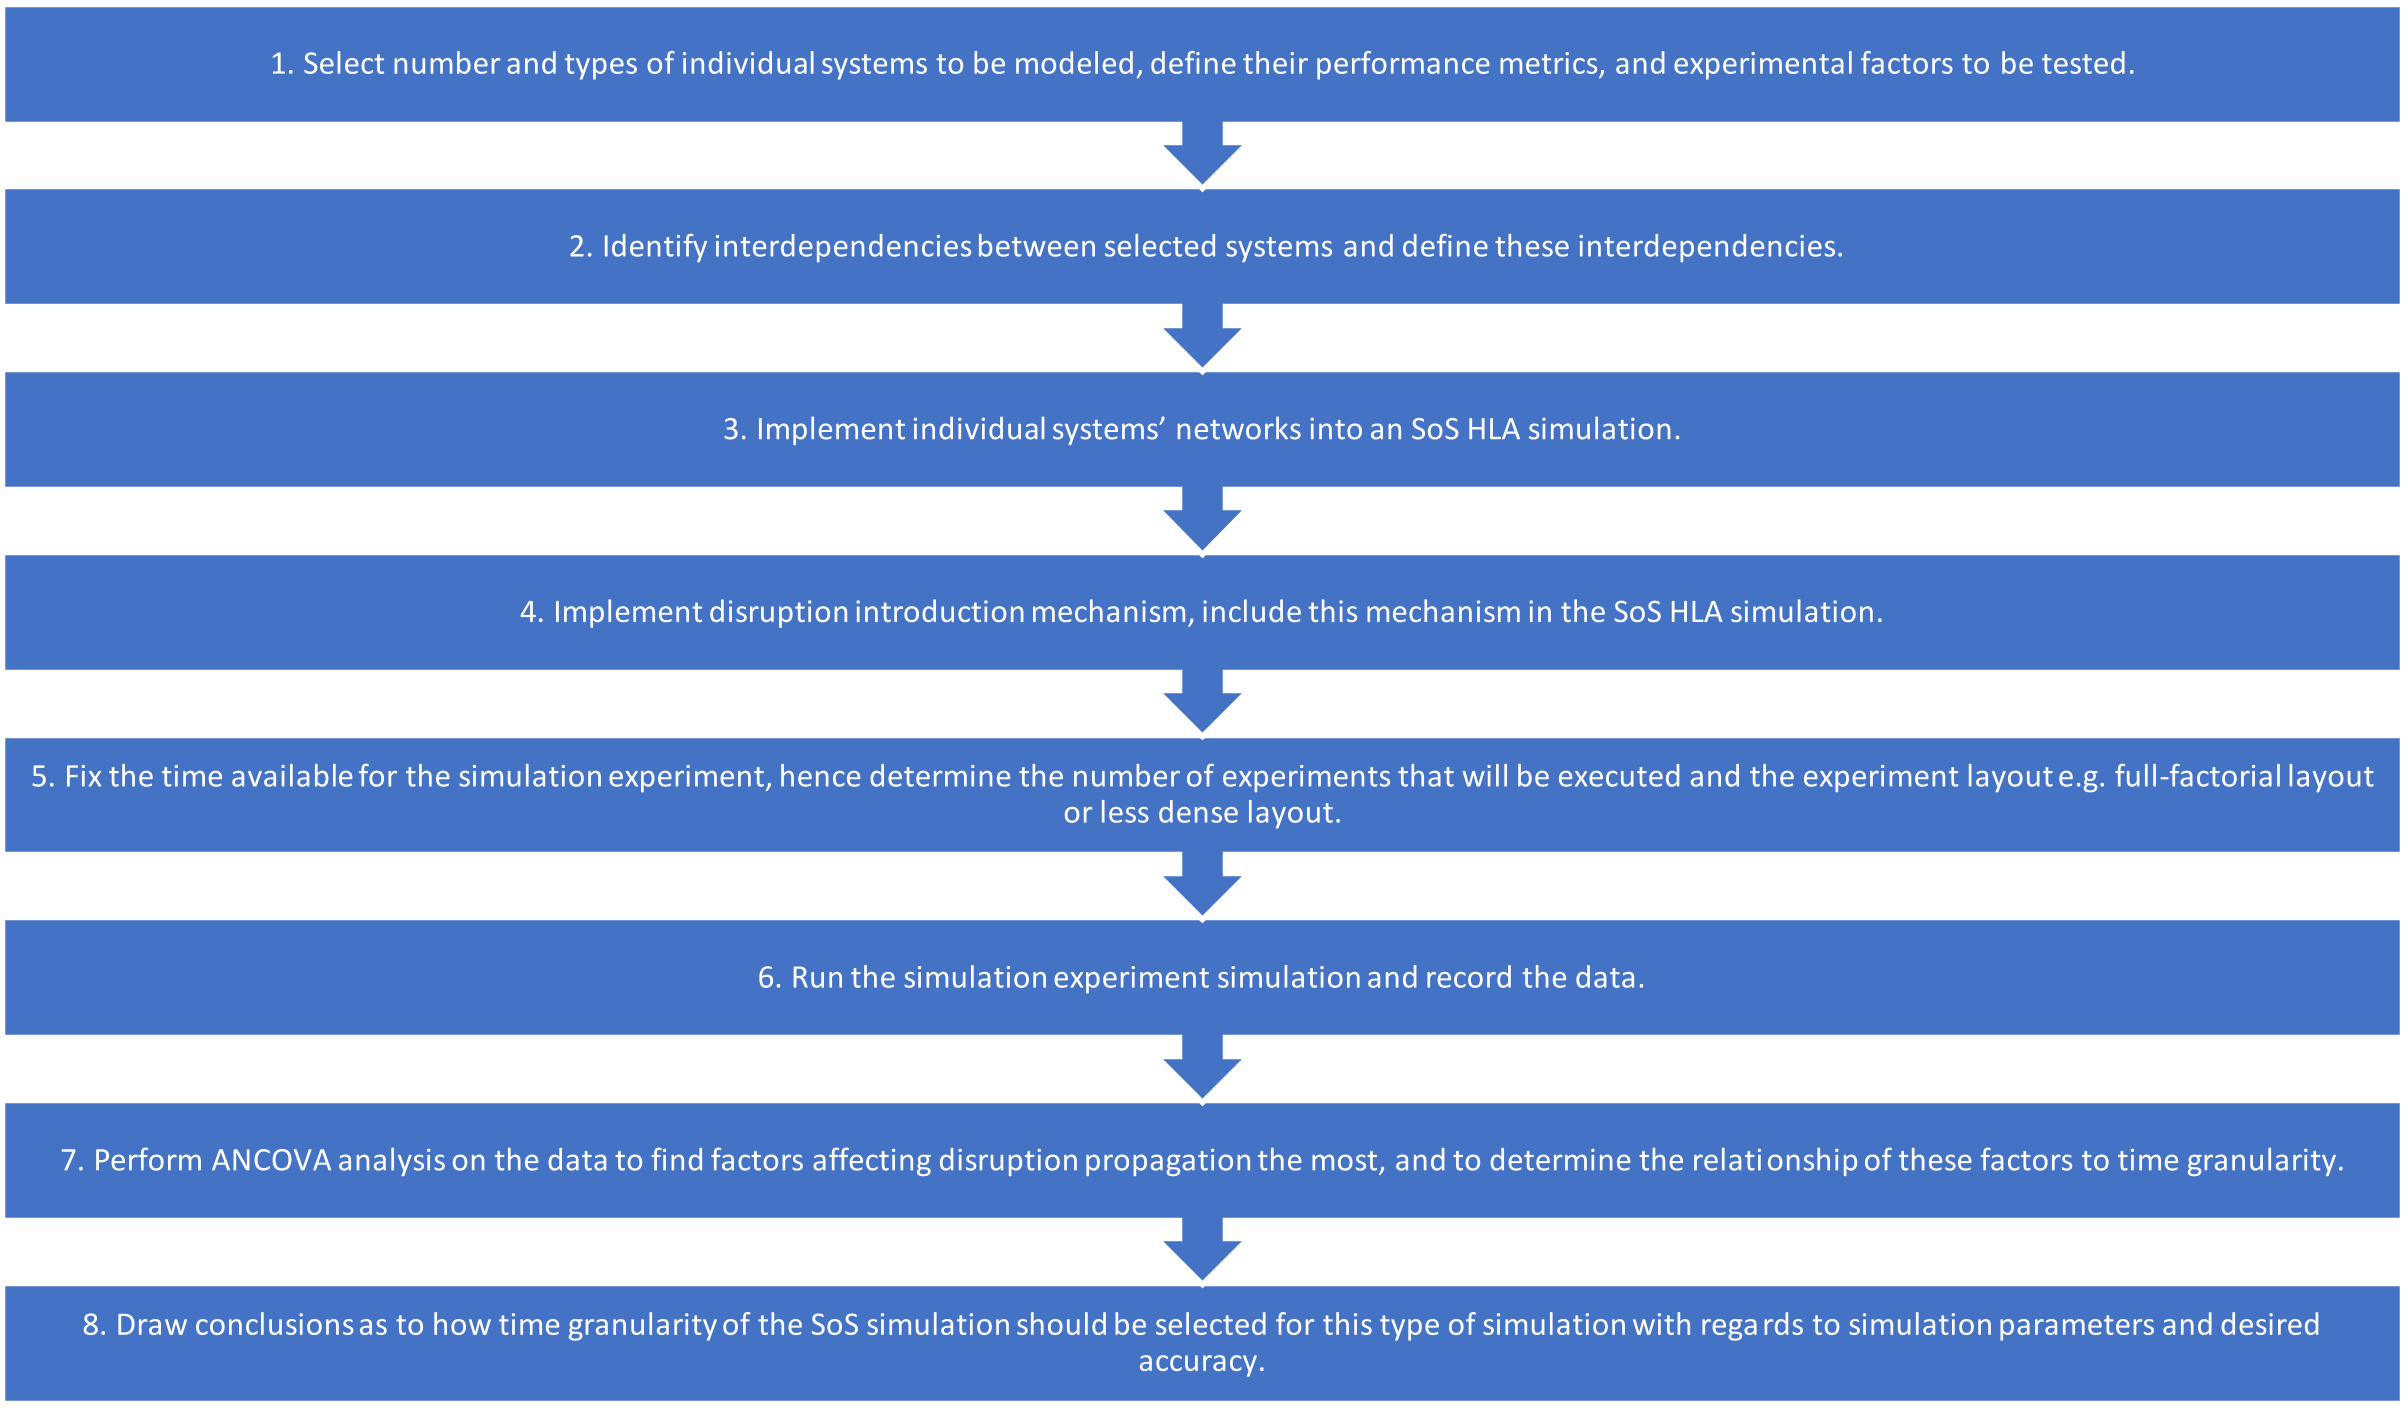 1. Select number and types of individual systems to be modeled, define their performance metrics, and experimental factors to be tested.
2. Identify interdependencies between selected systems and define these interdependencies.
3. Implement individual systems’ networks into an SoS HLA simulation.
4. Implement disruption introduction mechanism, include this mechanism in the SoS HLA simulation.
5. Fix the time available for the simulation experiment, hence determine the number of experiments that will be executed and the experiment layout e.g. full-factorial layout
or less dense layout.
6. Run the simulation experiment simulation and record the data.
7. Perform ANCOVA analysis on the data to find factors affecting disruption propagation the most, and to determine the relationship of these factors to time granularity.
8. Draw conclusions as to how time granularity of the SoS simulation should be selected for this type of simulation with regards to simulation parameters and desired
accuracy.